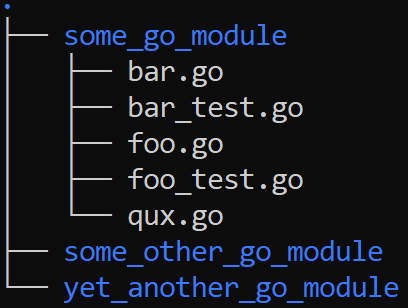 .
├── some_go_module
│   ├── bar.go
│   ├── bar_test.go
│   ├── foo.go
│   ├── foo_test.go
│   └── qux.go
├── some_other_go_module
└── yet_another_go_module